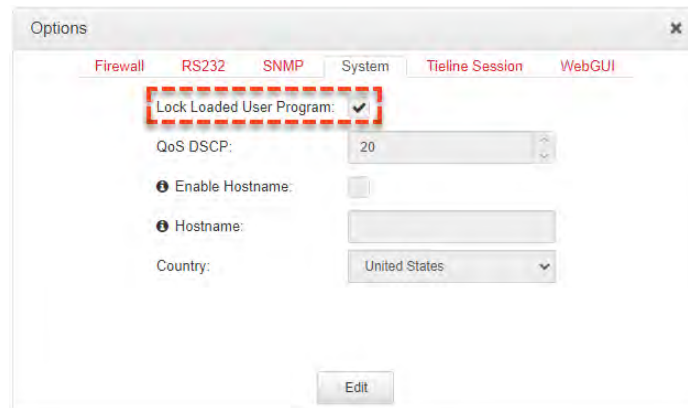 Options
Firewall RS232 SNMP System Tieline Session WebGUI
Lock Loaded User Program:
QoS DSCP: 20
Enable Hostname:
Hostname:
Country: United States
Edit